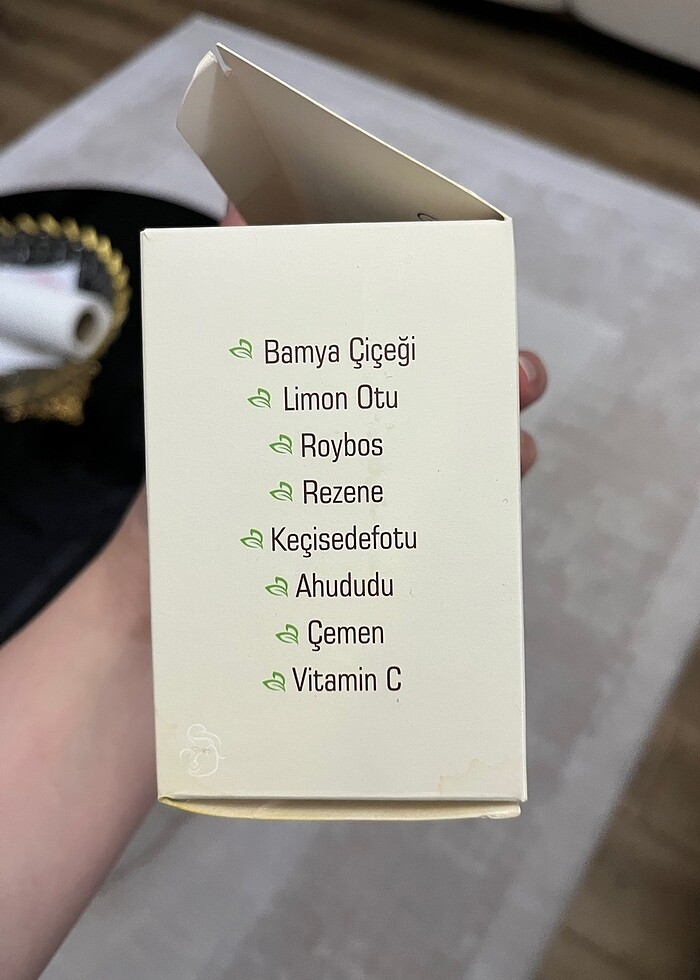 Bamya Çiçeği
Limon Otu
Roybos
Rezene
Keçisedefotu
Ahududu
Çemen
Vitamin C